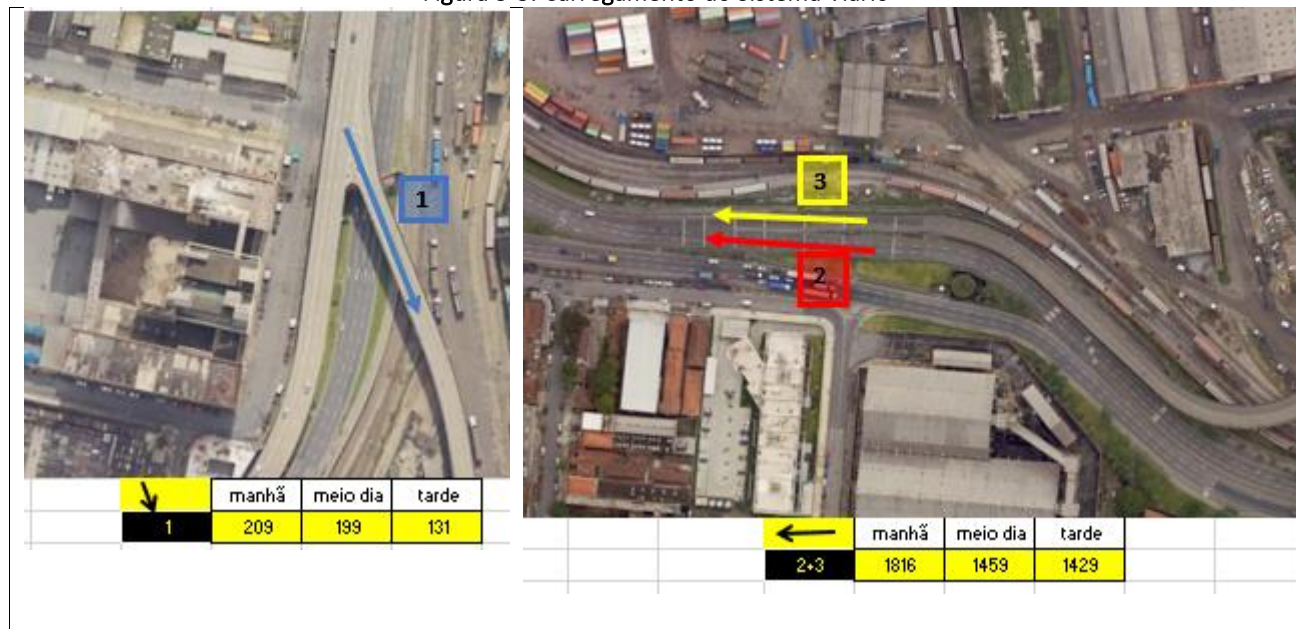 1
3
2
manhã meio dia tarde
1 209 199 131
manhã meio dia tarde
2+3 1816 1459 1429